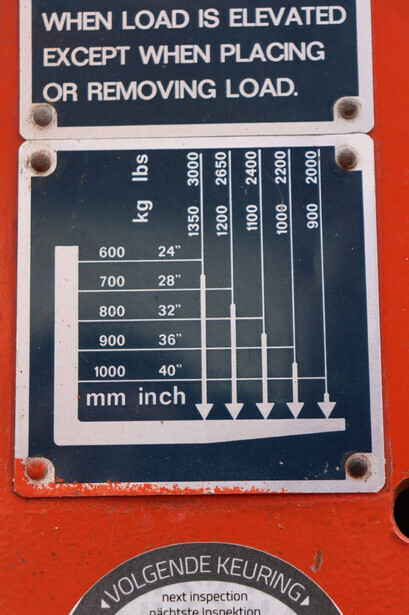 WHEN LOAD IS ELEVATED
EXCEPT WHEN PLACING
OR REMOVING LOAD.
kg lbs
1350 3000
1200 2650
1100 2400
1000 2200
900 2000
600 24"
700 28"
800 32"
900 36"
1000 40"
mm inch
VOLGENDE KEURING
next inspection
nächste Inspektion